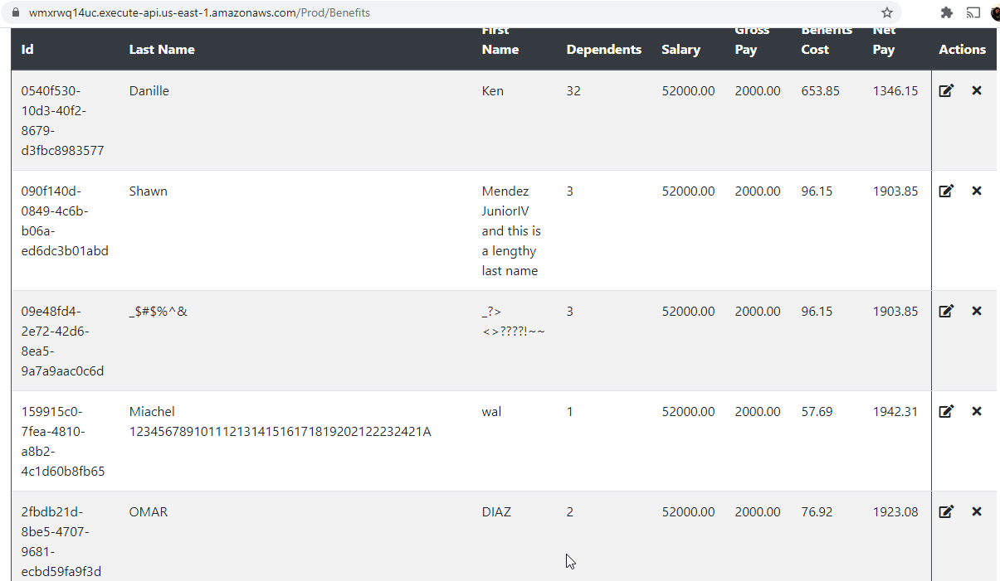 wmxrwq14uc.execute-api.us-east-1.amazonaws.com/Prod/Benefits
Id Last Name First Name Dependents Salary Gross Pay Benefits Cost Net Pay Actions
0540f530- Danille Ken 32 52000.00 2000.00 653.85 1346.15
10d3-40f2-
8679-
d3fbc8983577
090f140d- Shawn Mendez 3 52000.00 2000.00 96.15 1903.85
0849-4c6b- JuniorIV
b06a- and this is
ed6dc3b01abd a lengthy
last name
09e48fd4- _$#$%^& _?> 3 52000.00 2000.00 96.15 1903.85
2e72-42d6- <>????!~~
8ea5-
9a7a9aac0c6d
159915c0- Miachel wal 1 52000.00 2000.00 57.69 1942.31
7fea-4810- 12345678910111213141516171819202122232421A
a8b2-
4c1d60b8fb65
2fbdb21d- OMAR DIAZ 2 52000.00 2000.00 76.92 1923.08
8be5-4707-
9681-
ecbd59fa9f3d